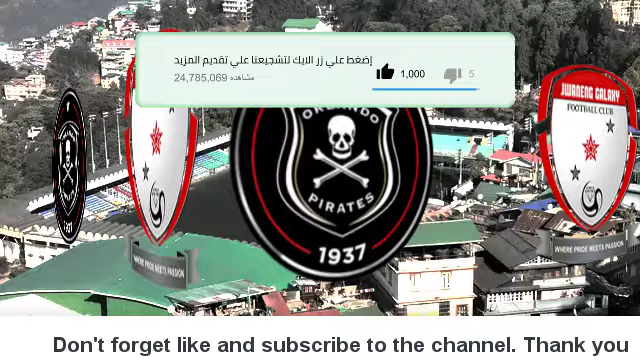 إضغط علي زر الايك لتشجيعنا علي تقديم المزيد
24,785,069 مشاهده
1,000
5
ORLANDO
PIRATES
1937
JWANENG GALAXY
FOOTBALL CLUB
WHERE PRIDE MEETS PASSION
WHERE PRIDE MEETS PASSION
Don't forget like and subscribe to the channel. Thank you